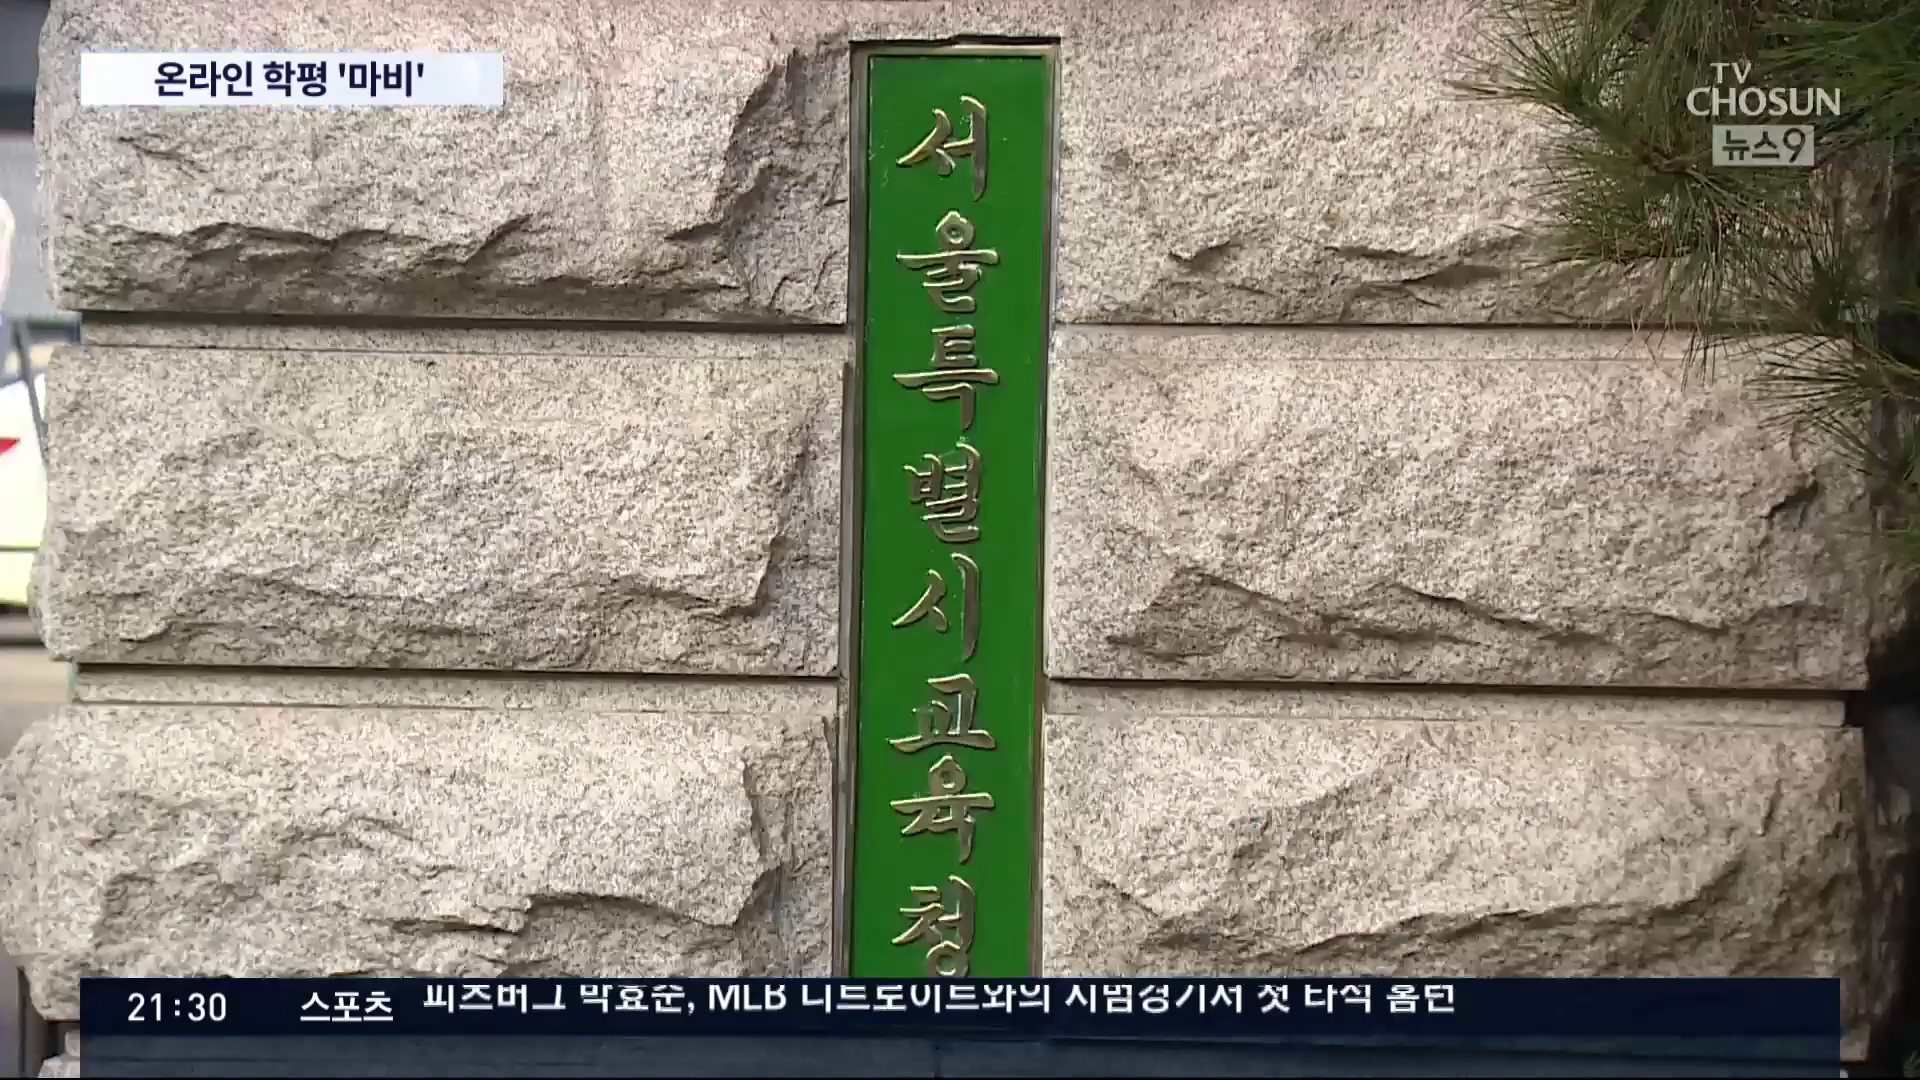 온라인 학평 '마비'
TV
CHOSUN
뉴스9
서울특별시교육청
21:30
스포츠
피츠버그 박효준, MLB 디트로이트와의 시범경기서 첫 타석 홈런